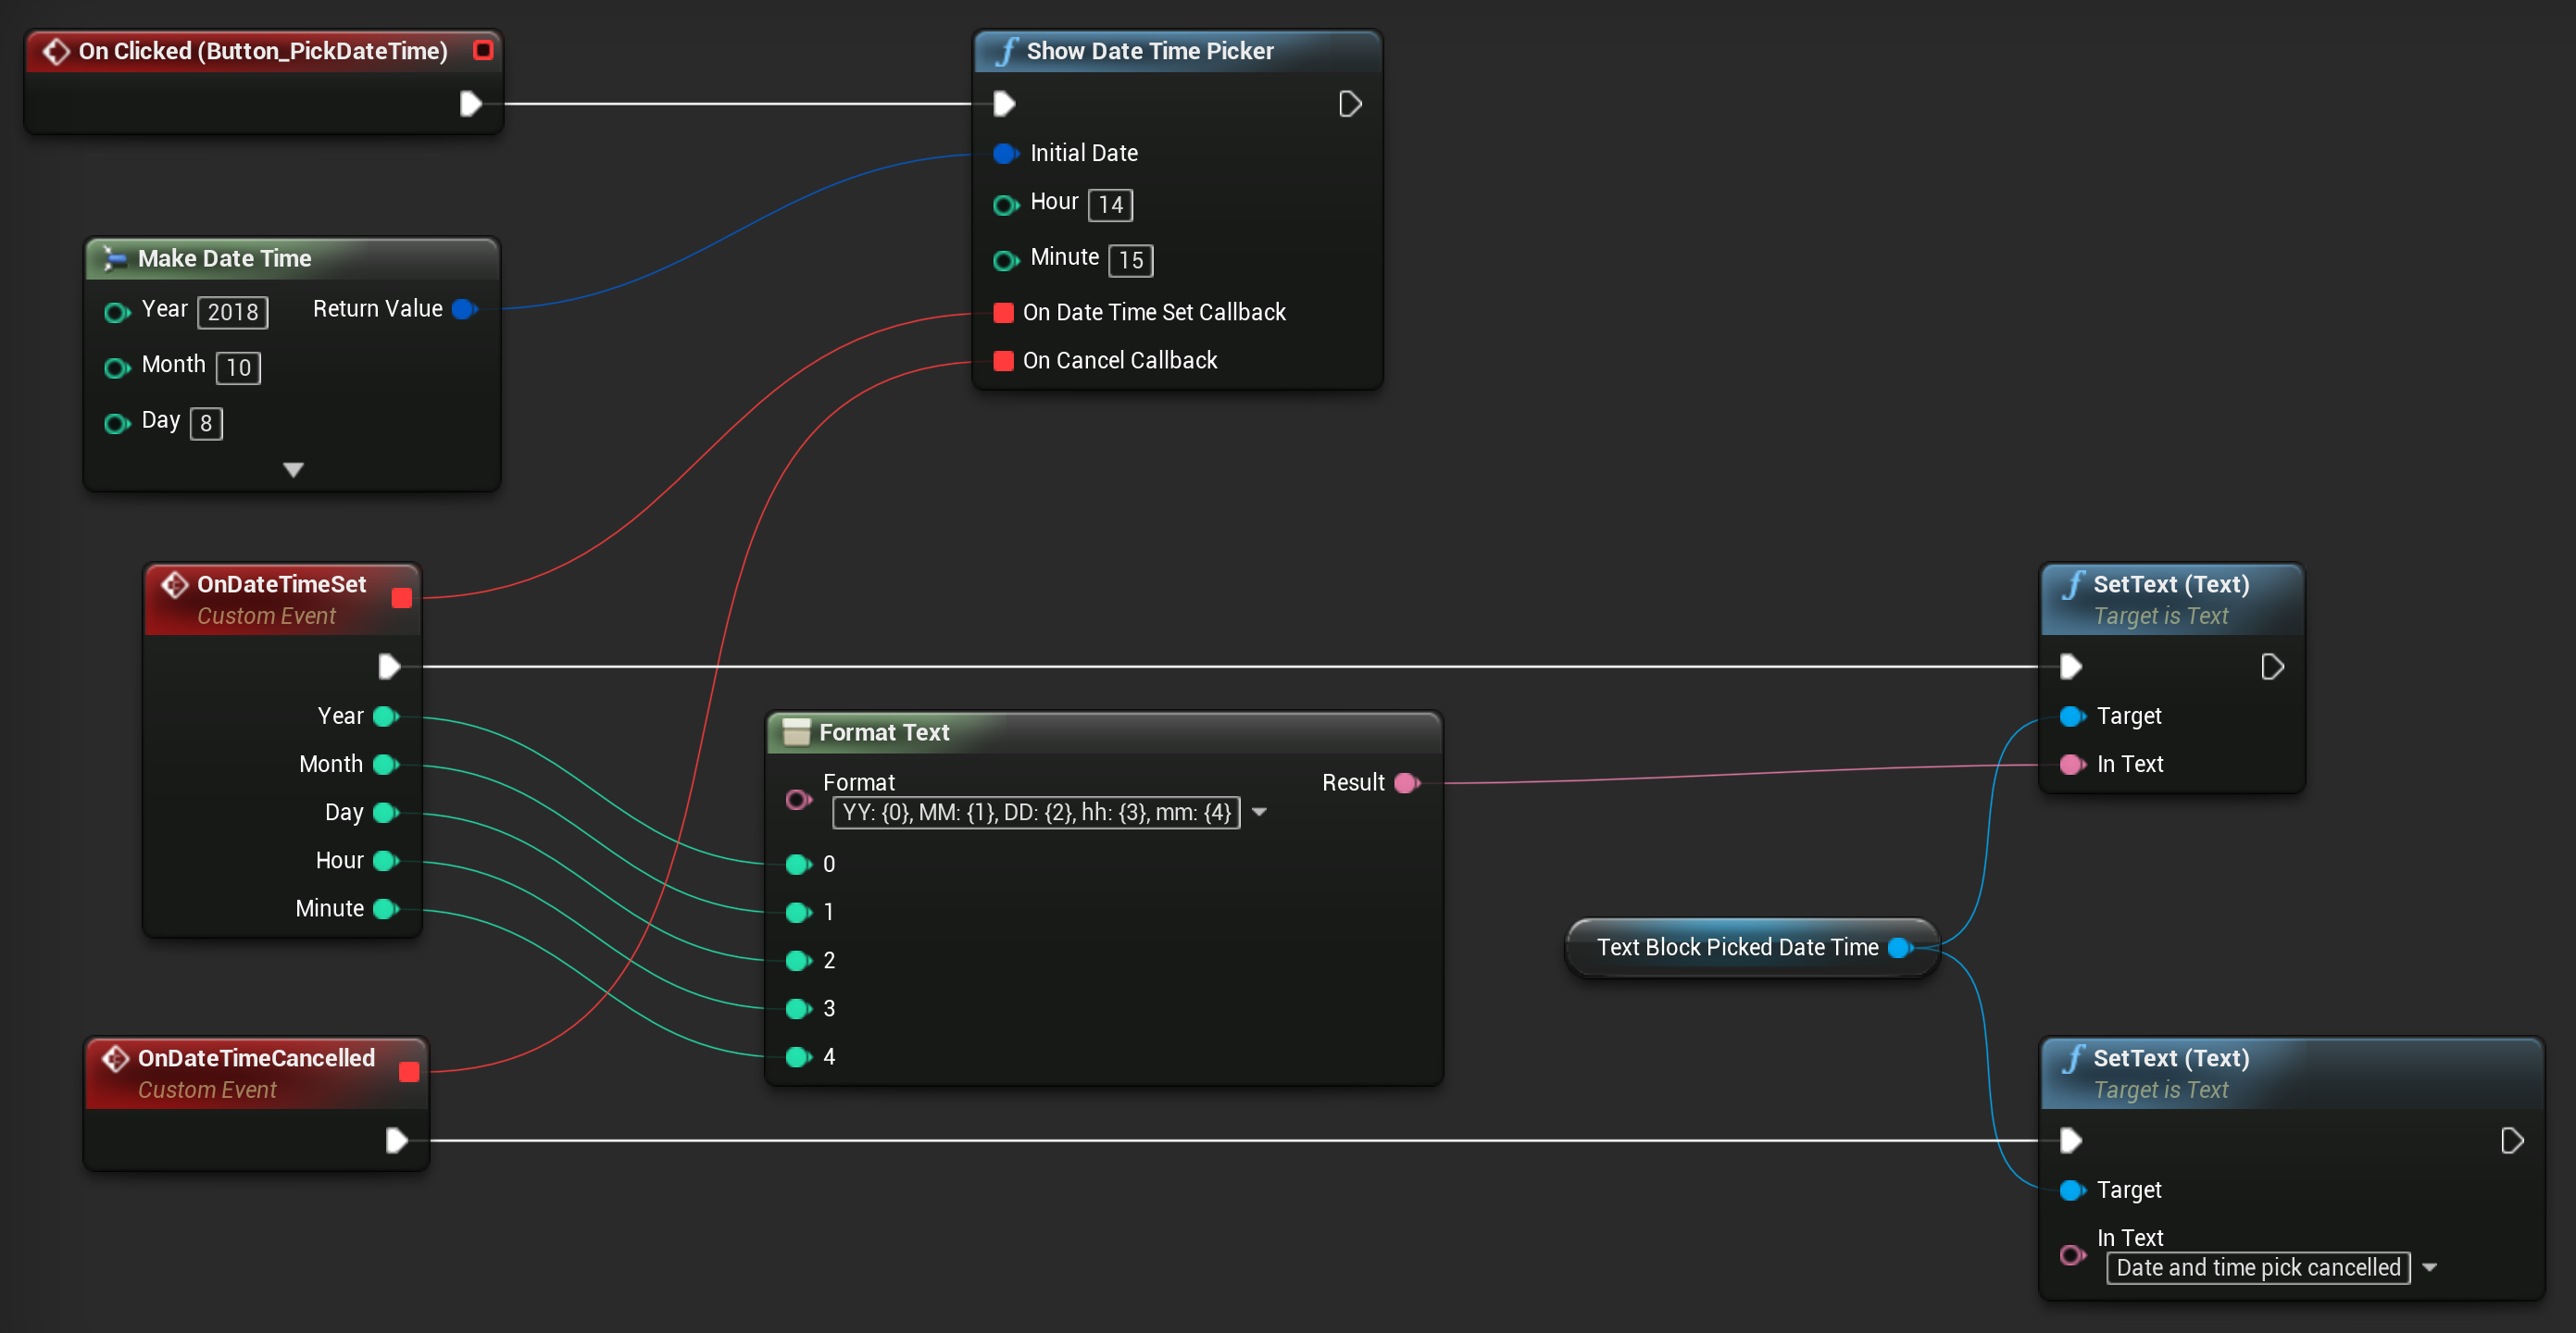 On Clicked (Button_PickDateTime)
Show Date Time Picker
Initial Date
Hour 14
Minute 15
On Date Time Set Callback
On Cancel Callback
Make Date Time
Year 2018 Return Value
Month 10
Day 8
OnDateTimeSet
Custom Event
Year
Month
Day
Hour
Minute
Format Text
Format Result
YY: {0}, MM: {1}, DD: {2}, hh: {3}, mm: {4}
0
1
2
3
4
SetText (Text)
Target is Text
Target
In Text
Text Block Picked Date Time
OnDateTimeCancelled
Custom Event
SetText (Text)
Target is Text
Target
In Text
Date and time pick cancelled